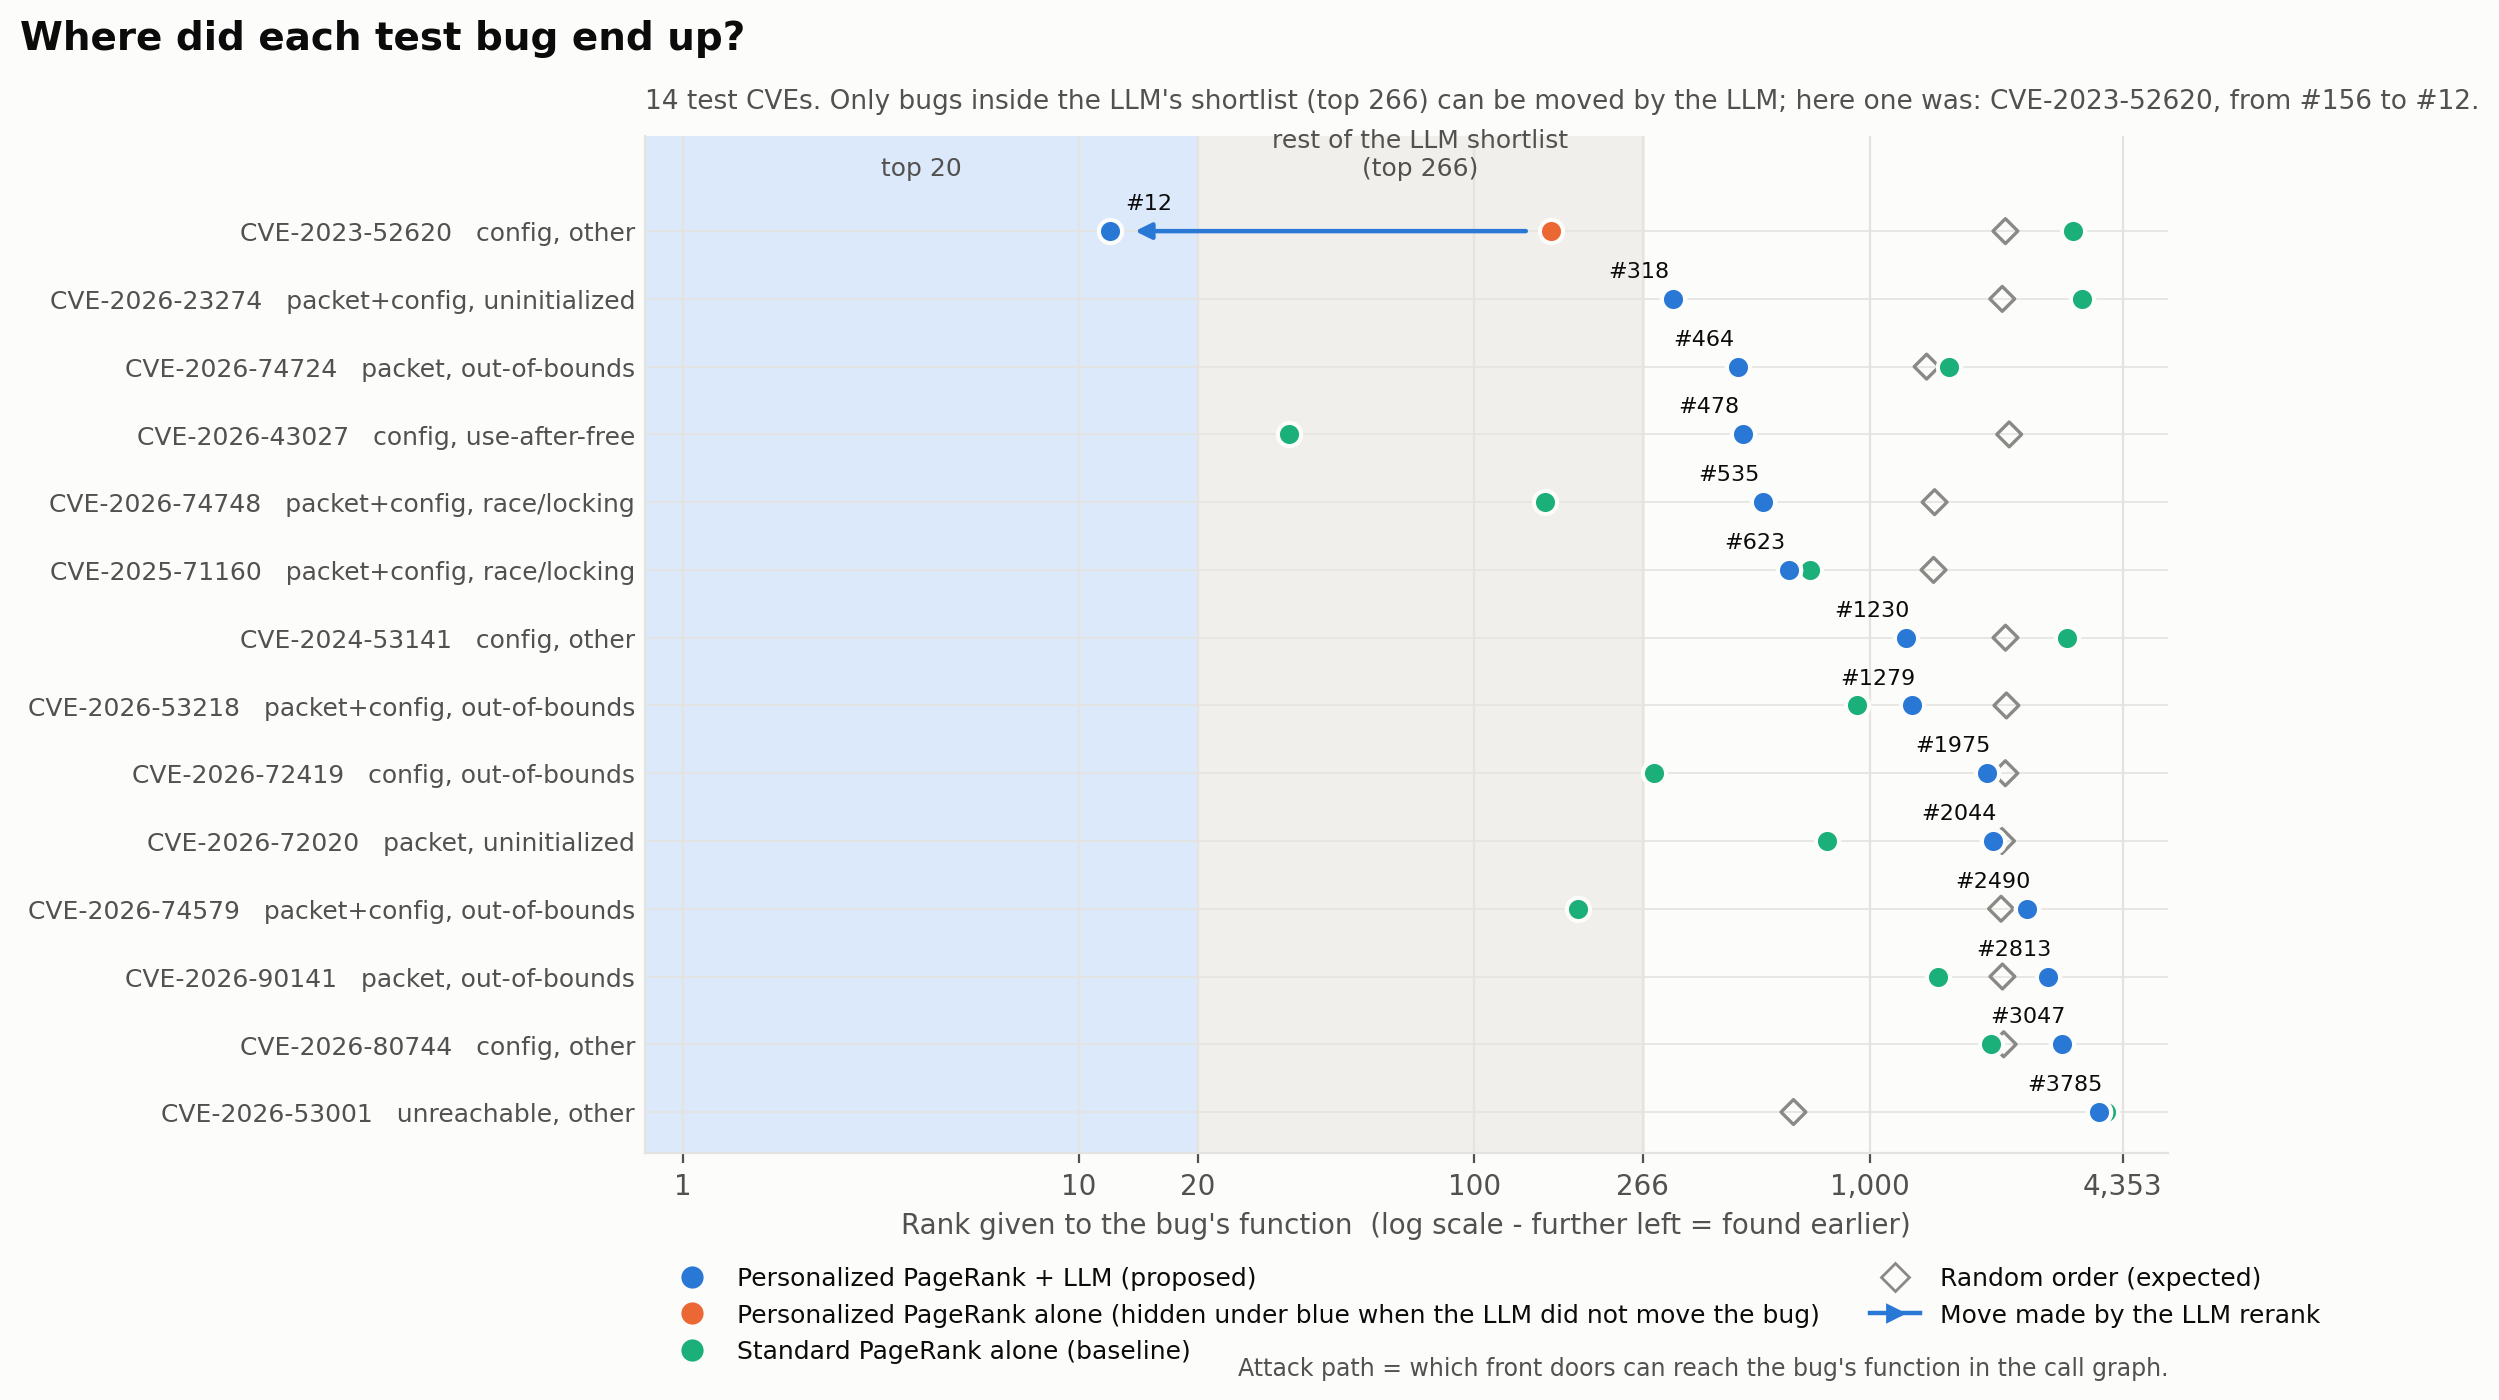 Where did each test bug end up?
14 test CVEs. Only bugs inside the LLM's shortlist (top 266) can be moved by the LLM; here one was: CVE-2023-52620, from #156 to #12.
rest of the LLM shortlist
top 20
(top 266)
#12
CVE-2023-52620 config, other
#318
CVE-2026-23274 packet+config, uninitialized
#464
CVE-2026-74724 packet, out-of-bounds
#478
CVE-2026-43027 config, use-after-free
#535
CVE-2026-74748 packet+config, race/locking
#623
CVE-2025-71160 packet+config, race/locking
#1230
CVE-2024-53141 config, other
#1279
CVE-2026-53218 packet+config, out-of-bounds
#1975
CVE-2026-72419 config, out-of-bounds
#2044
CVE-2026-72020 packet, uninitialized
#2490
CVE-2026-74579 packet+config, out-of-bounds
#2813
CVE-2026-90141 packet, out-of-bounds
#3047
CVE-2026-80744 config, other
#3785
CVE-2026-53001 unreachable, other
1 10 20 100 266 1,000 4,353
Rank given to the bug's function (log scale - further left = found earlier)
Personalized PageRank + LLM (proposed)
Personalized PageRank alone (hidden under blue when the LLM did not move the bug)
Standard PageRank alone (baseline)
Random order (expected)
Move made by the LLM rerank
Attack path = which front doors can reach the bug's function in the call graph.